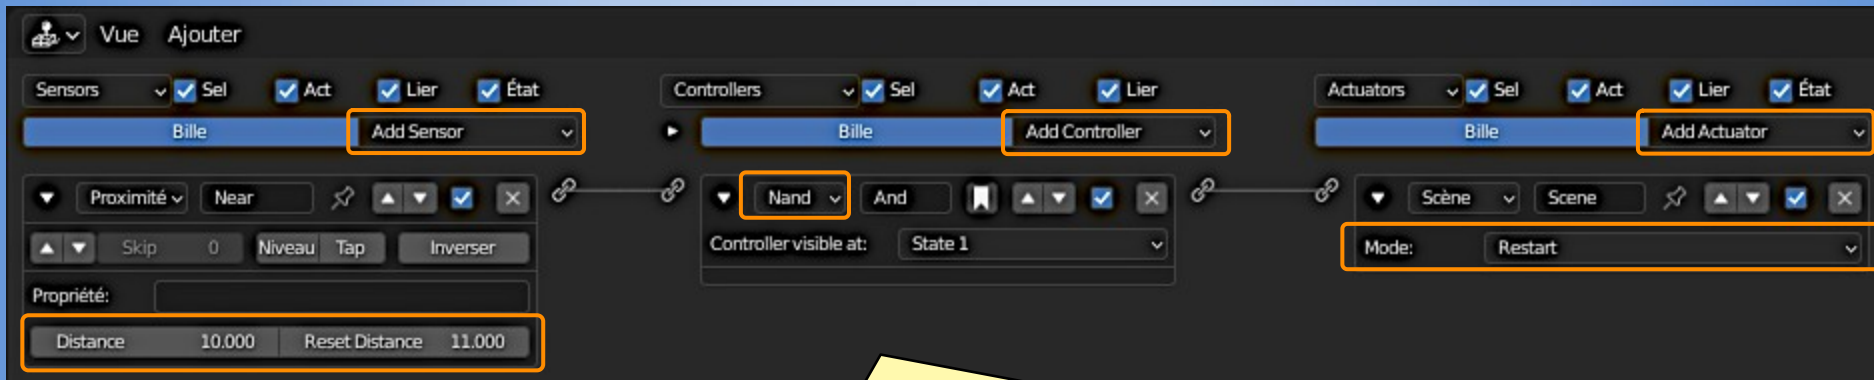 Vue Ajouter
Sensors Sel Act Lier État Controllers Sel Act Lier Actuators Sel Act Lier État
Bille Add Sensor Bille Add Controller Bille Add Actuator
Proximité Near Nand And Scène Scene
Skip 0 Niveau Tap Inverser Controller visible at: State 1 Mode: Restart
Propriété:
Distance 10.000 Reset Distance 11.000